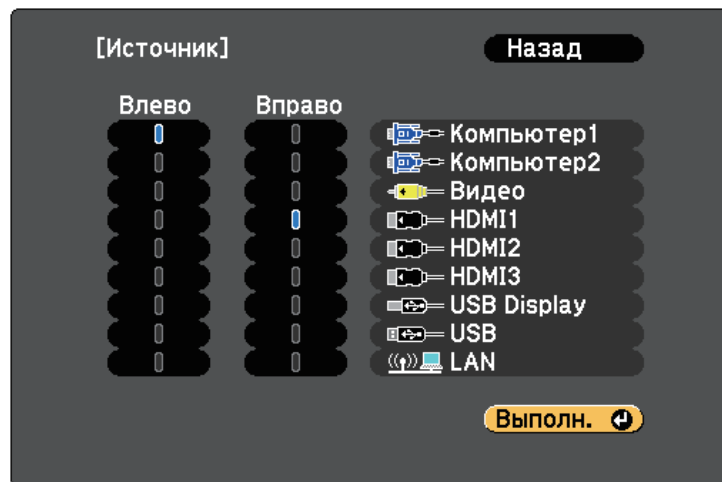 [Источник]
Назад
Влево Вправо
Компьютер1
Компьютер2
Видео
HDMI1
HDMI2
HDMI3
USB Display
USB
LAN
Выполн.